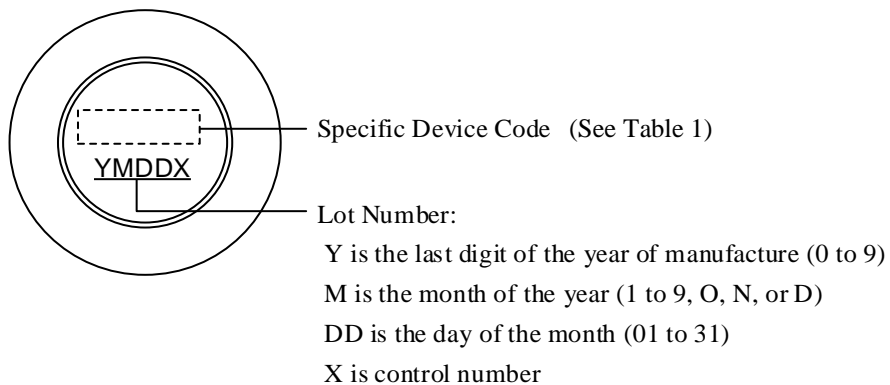 Specific Device Code (See Table 1)
YMDDX
Lot Number:
Y is the last digit of the year of manufacture (0 to 9)
M is the month of the year (1 to 9, O, N, or D)
DD is the day of the month (01 to 31)
X is control number